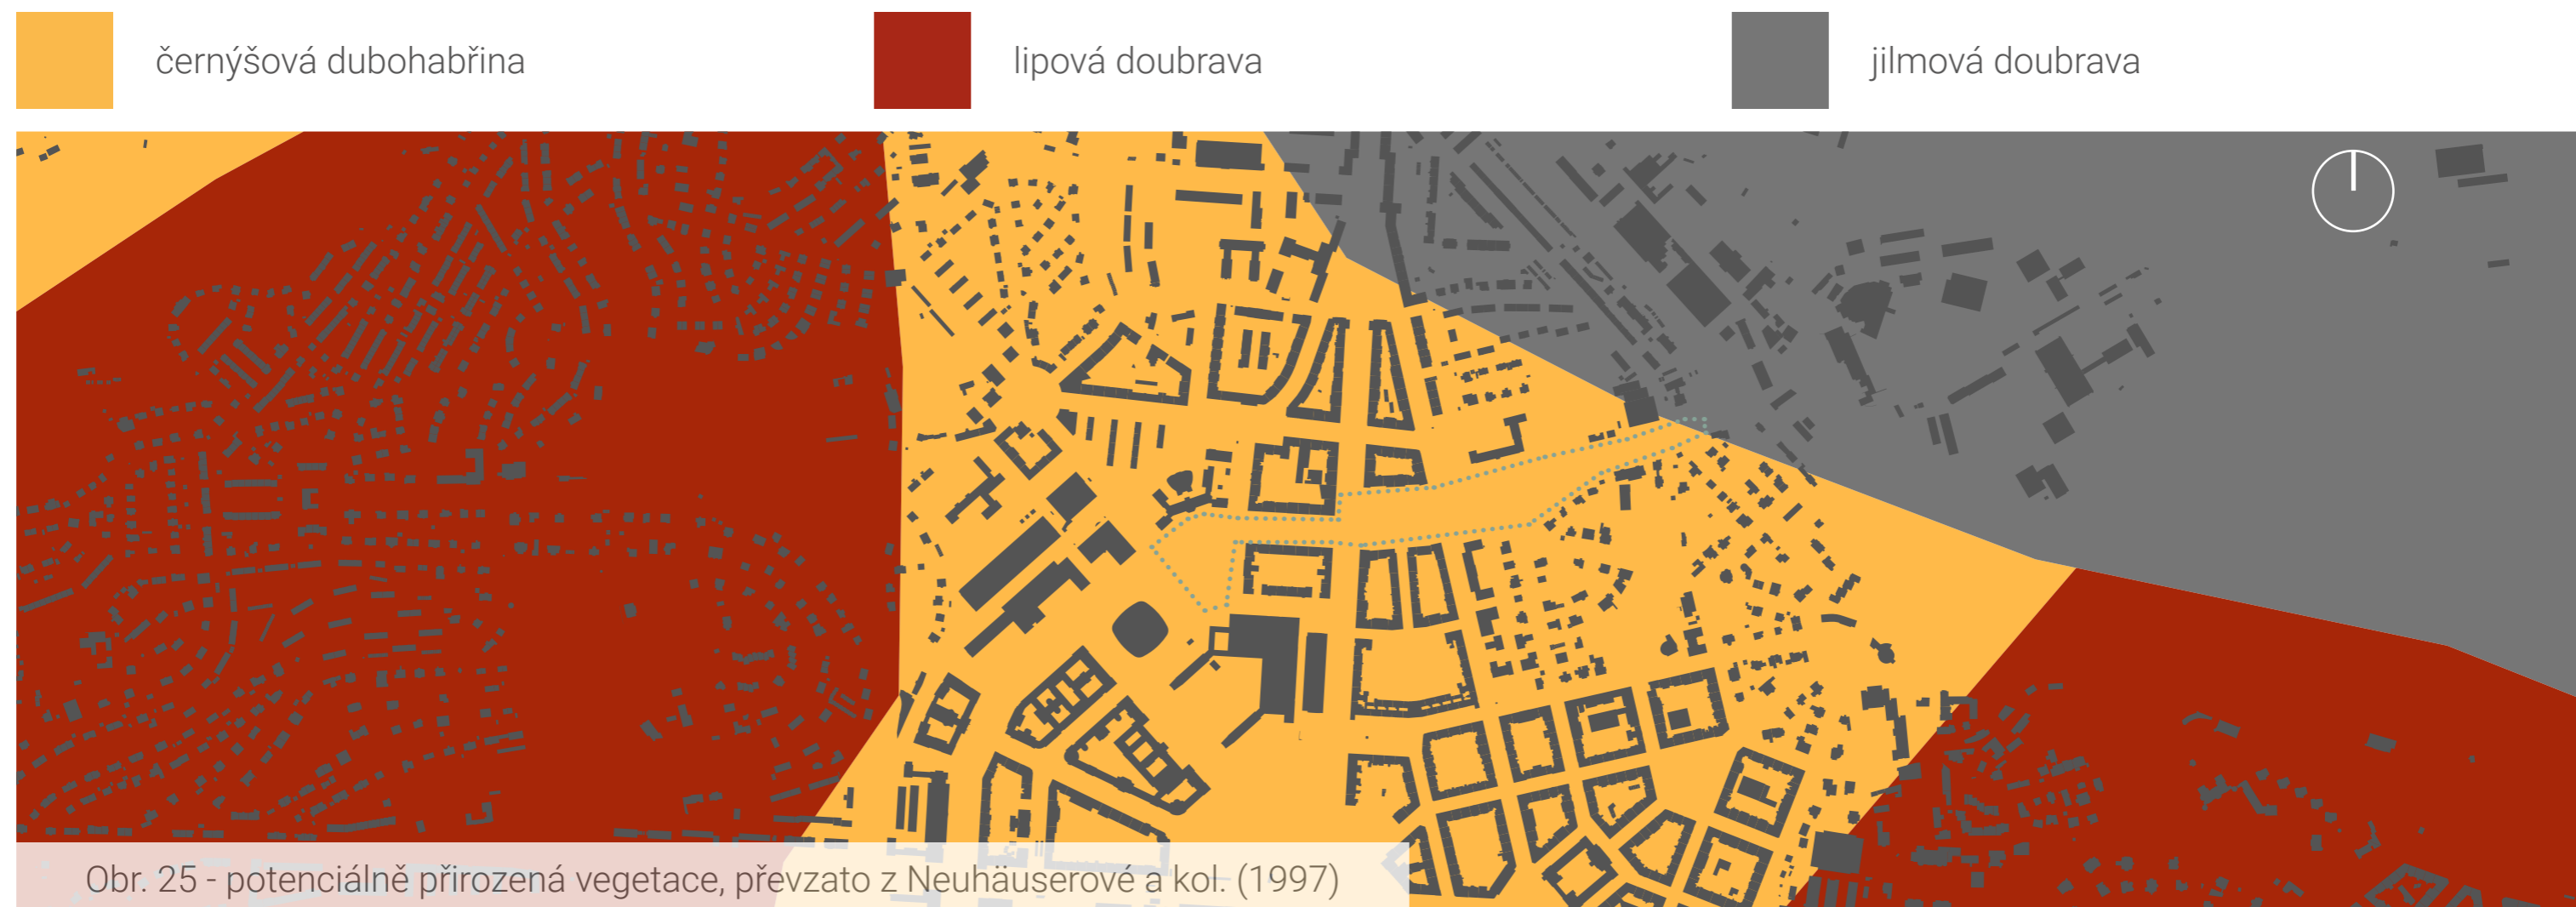 černýšová dubohabřina
lipová doubrava
jilmová doubrava
Obr. 25 - potenciálně přirozená vegetace, převzato z Neuhäuserové a kol. (1997)